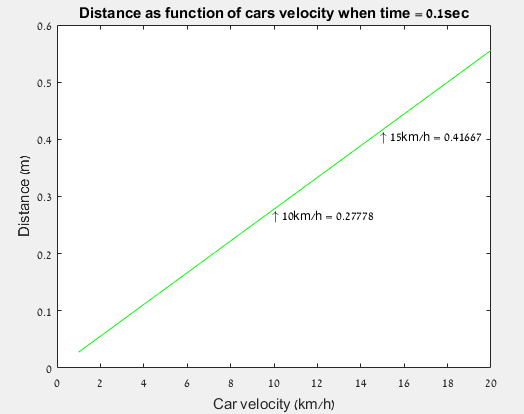 Distance as function of cars velocity when time = 0.1sec
0.6
0.5
0.4
0.3
0.2
0.1
0
Distance (m)
↑ 15km/h = 0.41667
↑ 10km/h = 0.27778
0 2 4 6 8 10 12 14 16 18 20
Car velocity (km/h)